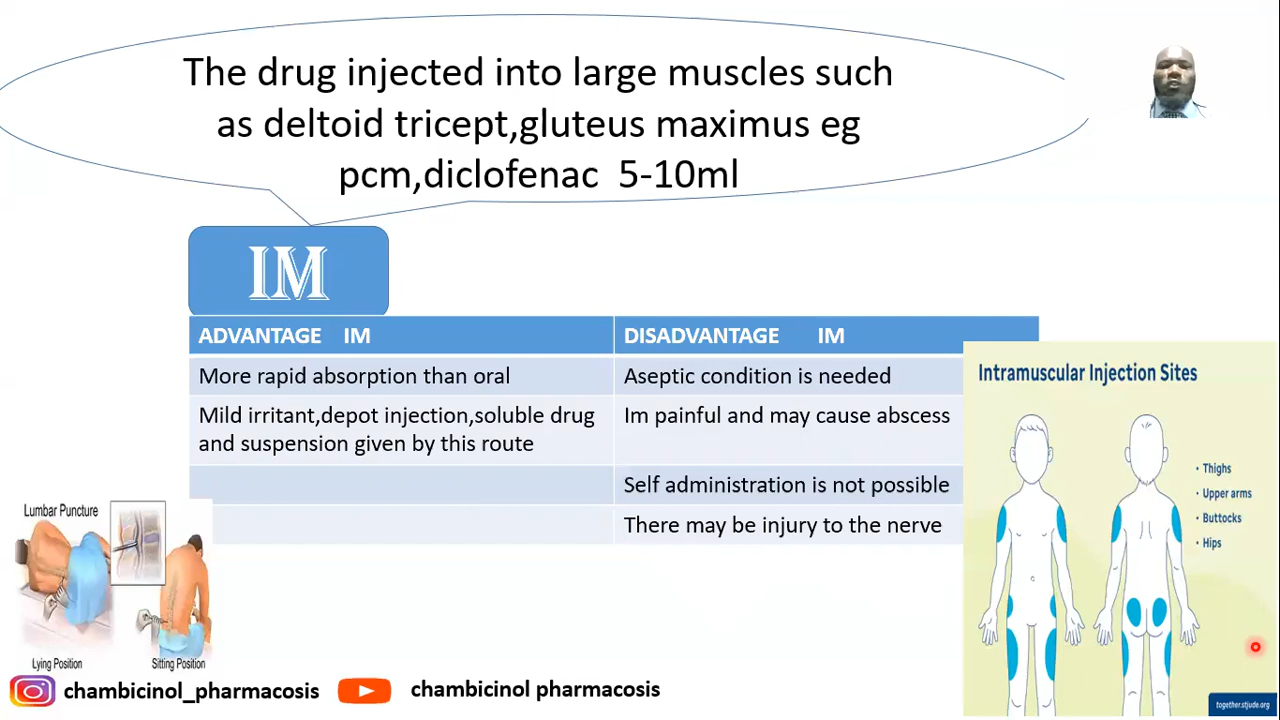 The drug injected into large muscles such
as deltoid tricept,gluteus maximus eg
pcm,diclofenac 5-10ml
IM
ADVANTAGE IM
DISADVANTAGE IM
More rapid absorption than oral
Aseptic condition is needed
Mild irritant,depot injection,soluble drug
and suspension given by this route
Im painful and may cause abscess
Self administration is not possible
There may be injury to the nerve
Intramuscular Injection Sites
• Thighs
• Upper arms
• Buttocks
• Hips
together.stjude.org
Lumbar Puncture
Lying Position
Sitting Position
chambicinol_pharmacosis
chambicinol pharmacosis